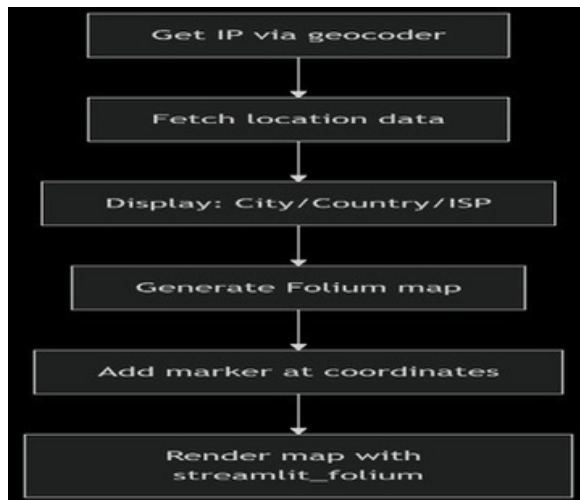 Get IP via geocoder
Fetch location data
Display: City/Country/ISP
Generate Folium map
Add marker at coordinates
Render map with
streamlit_folium